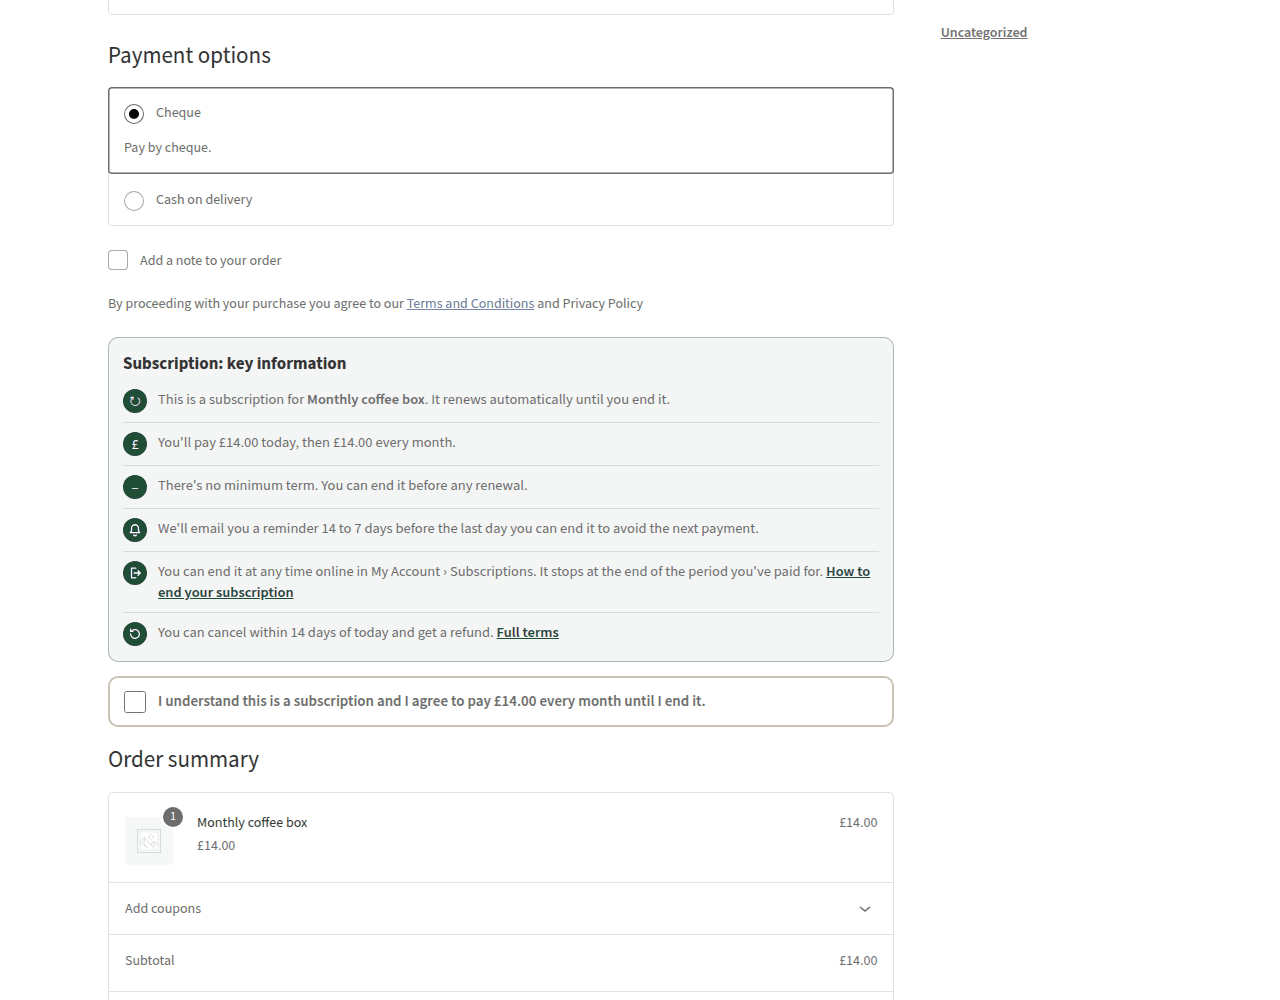 Uncategorized
Payment options
Cheque
Pay by cheque.
Cash on delivery
Add a note to your order
By proceeding with your purchase you agree to our Terms and Conditions and Privacy Policy
Subscription: key information
This is a subscription for Monthly coffee box. It renews automatically until you end it.
£ You'll pay £14.00 today, then £14.00 every month.
– There's no minimum term. You can end it before any renewal.
We'll email you a reminder 14 to 7 days before the last day you can end it to avoid the next payment.
You can end it at any time online in My Account › Subscriptions. It stops at the end of the period you've paid for. How to
end your subscription
You can cancel within 14 days of today and get a refund. Full terms
I understand this is a subscription and I agree to pay £14.00 every month until I end it.
Order summary
1
Monthly coffee box £14.00
£14.00
Add coupons
Subtotal £14.00